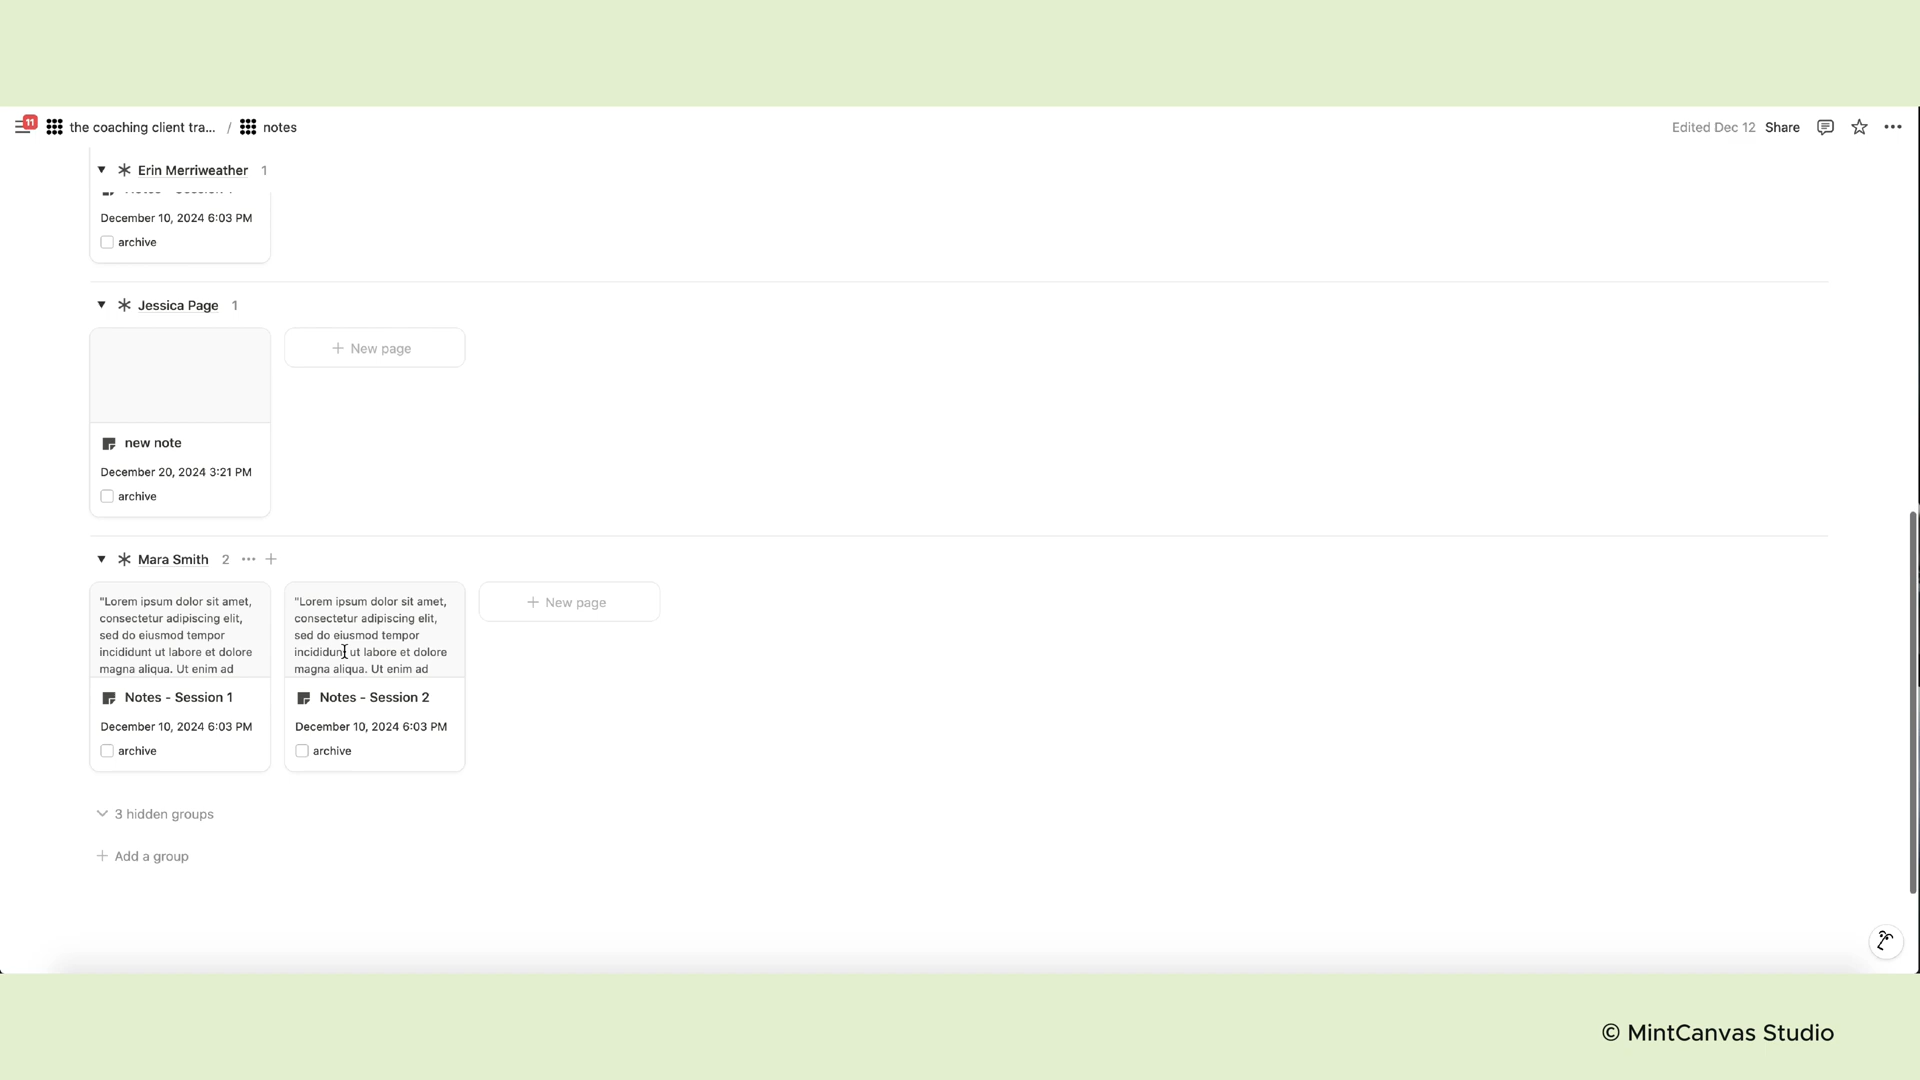 11
the coaching client tra... / notes
Edited Dec 12 Share
Erin Merriweather 1
December 10, 2024 6:03 PM
archive
Jessica Page 1
New page
new note
December 20, 2024 3:21 PM
archive
Mara Smith 2
"Lorem ipsum dolor sit amet,
consectetur adipiscing elit,
sed do eiusmod tempor
incididunt ut labore et dolore
magna aliqua. Ut enim ad
Notes - Session 1
December 10, 2024 6:03 PM
archive
"Lorem ipsum dolor sit amet,
consectetur adipiscing elit,
sed do eiusmod tempor
incididunt ut labore et dolore
magna aliqua. Ut enim ad
Notes - Session 2
December 10, 2024 6:03 PM
archive
New page
3 hidden groups
Add a group
© MintCanvas Studio